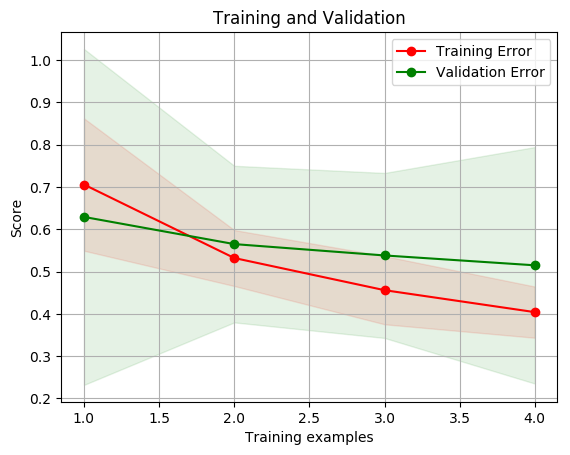 Training and Validation
Training Error
Validation Error
Score
1.0
0.9
0.8
0.7
0.6
0.5
0.4
0.3
0.2
1.0 1.5 2.0 2.5 3.0 3.5 4.0
Training examples